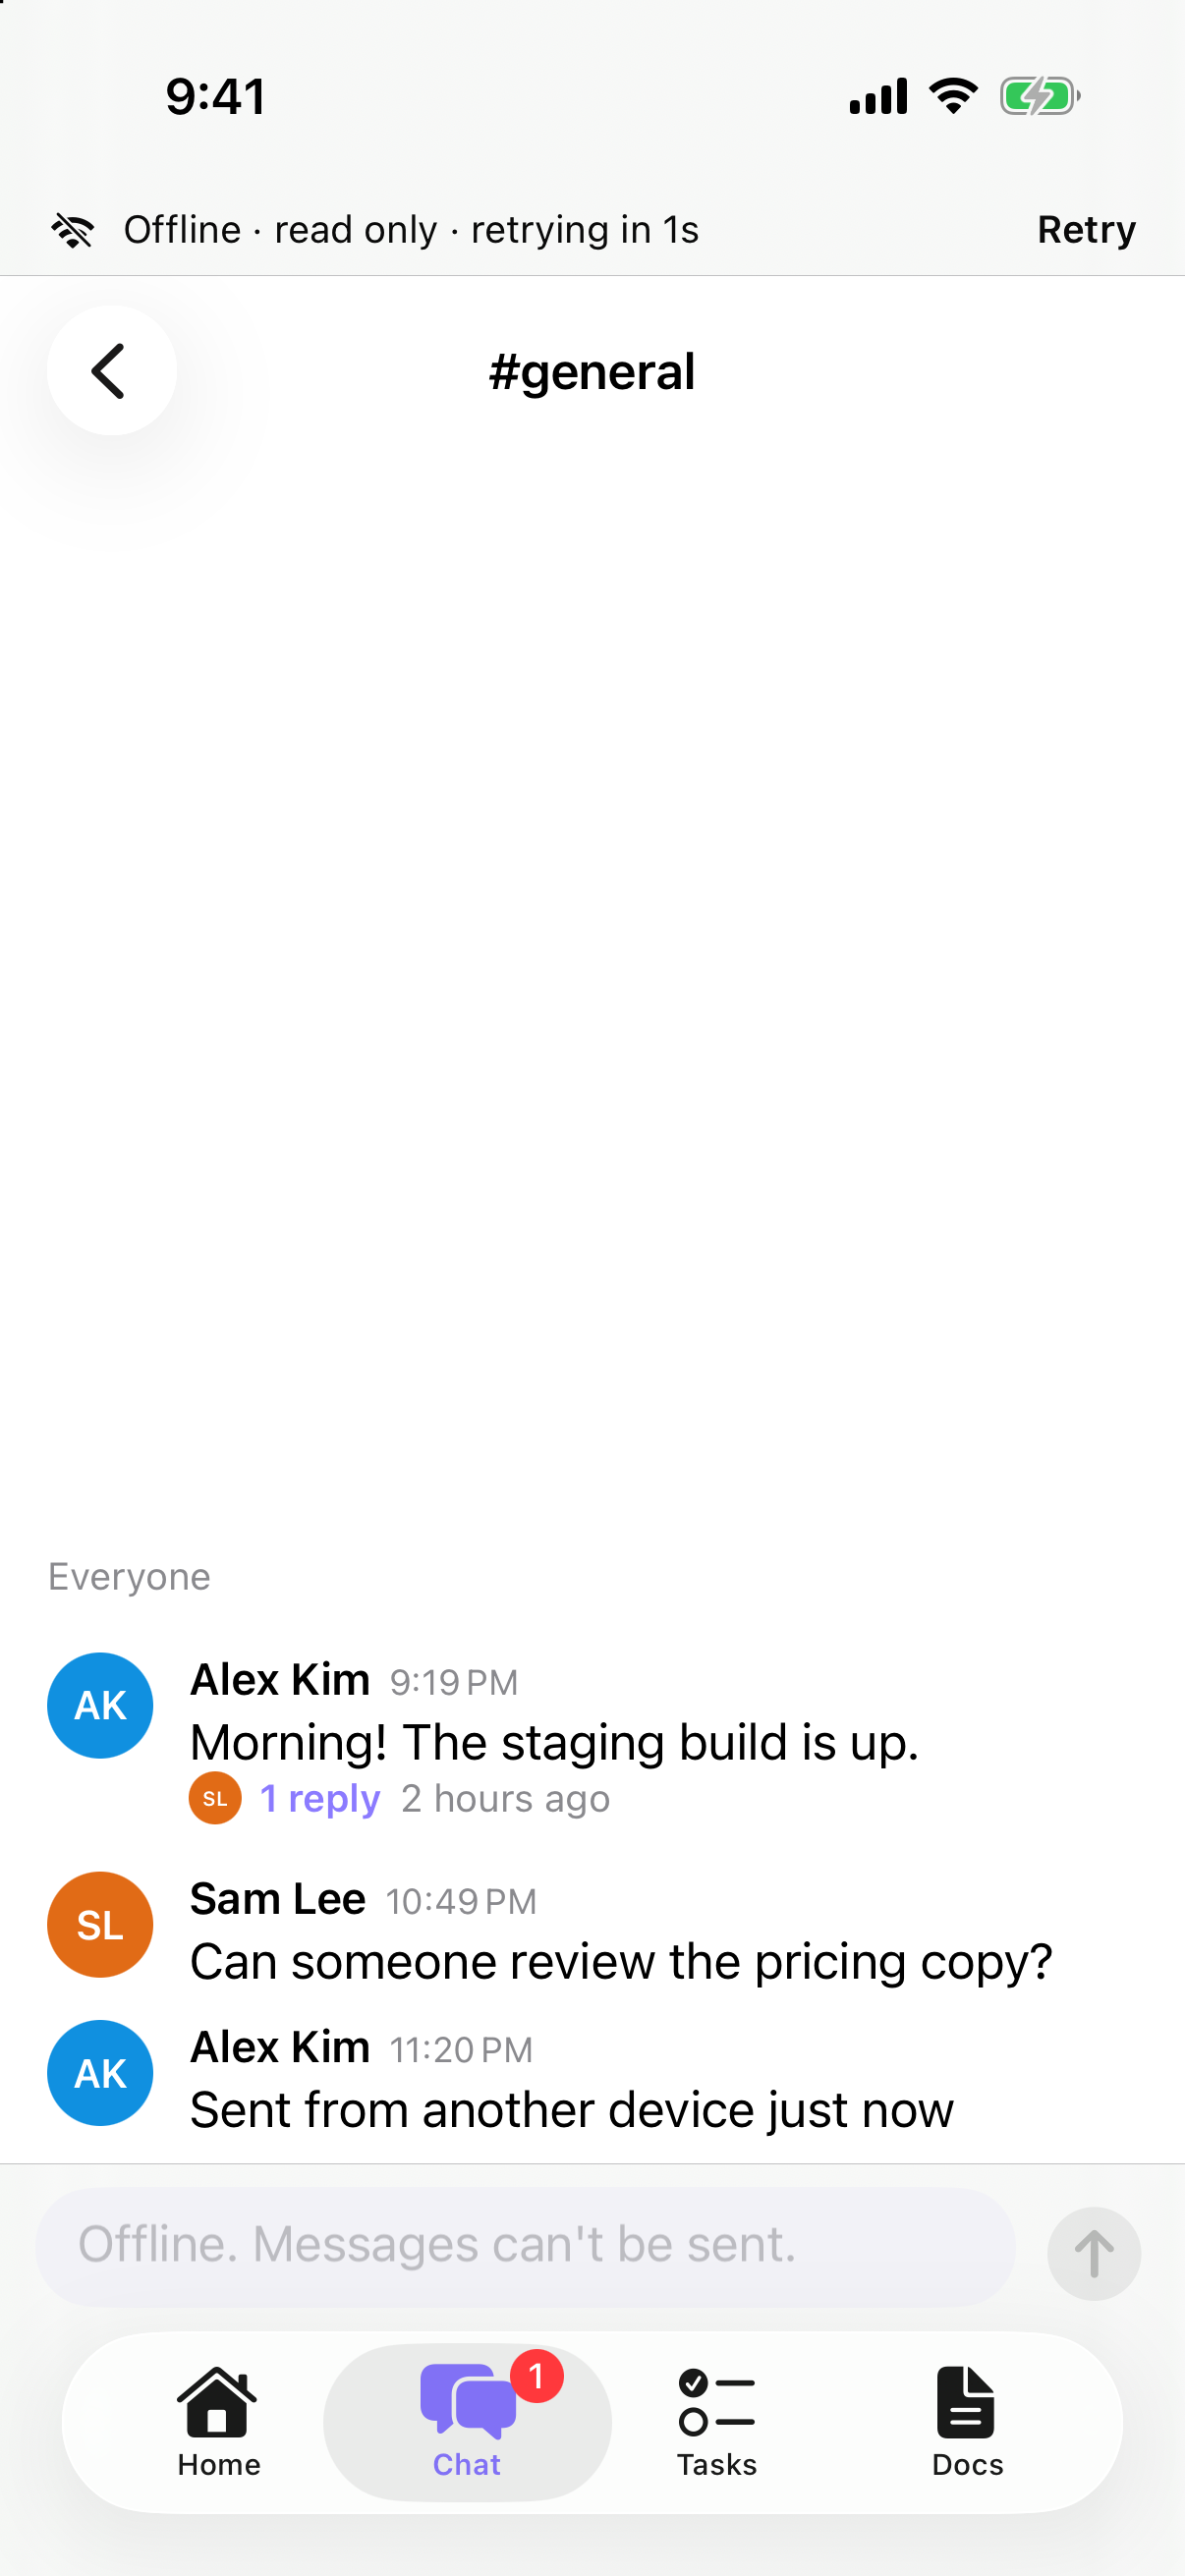 9:41
Offline · read only · retrying in 1s
Retry
#general
Everyone
AK
Alex Kim 9:19 PM
Morning! The staging build is up.
SL 1 reply 2 hours ago
SL
Sam Lee 10:49 PM
Can someone review the pricing copy?
AK
Alex Kim 11:20 PM
Sent from another device just now
Offline. Messages can't be sent.
1
Home
Chat
Tasks
Docs